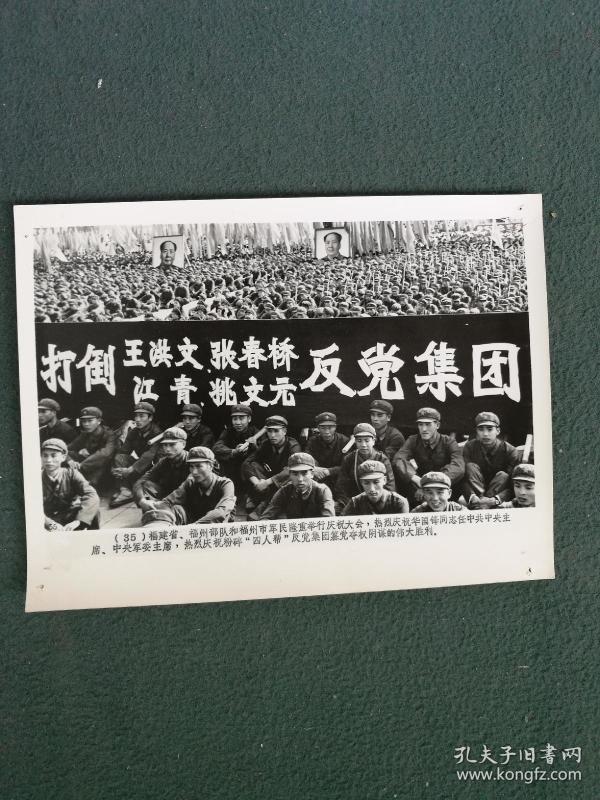 打倒王洪文、张春桥
江青、姚文元反党集团
(35)福建省、福州部队和福州市军民隆重举行庆祝大会，热烈庆祝华国锋同志任中共中央主
席、中央军委主席，热烈庆祝粉碎“四人帮”反党集团篡党夺权阴谋的伟大胜利。
孔夫子旧书网
www.kongfz.com